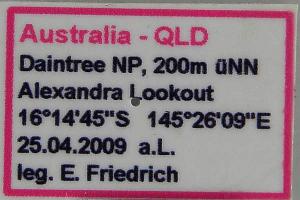 Australia - QLD
Daintree NP, 200m üNN
Alexandra Lookout
16°14'45"S 145°26'09"E
25.04.2009 a.L.
leg. E. Friedrich